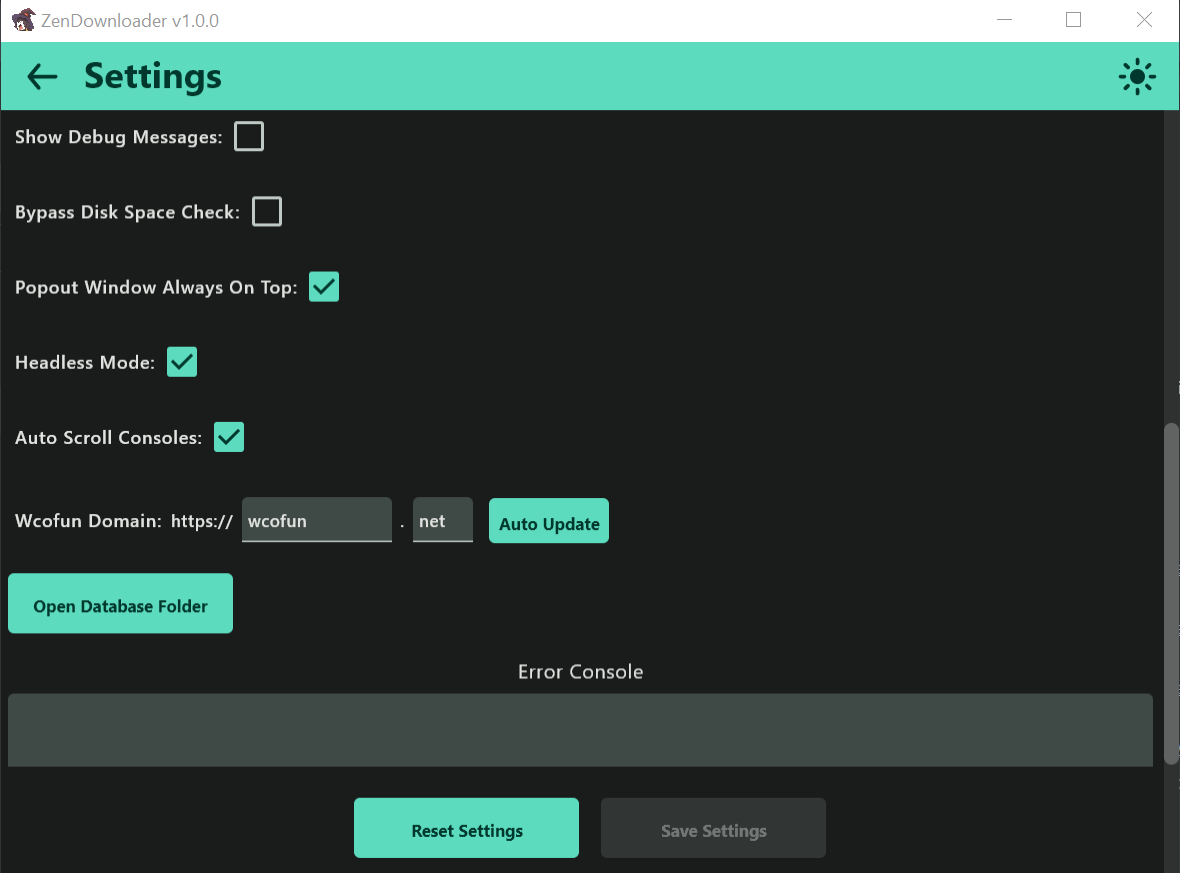 ZenDownloader v1.0.0
Settings
Show Debug Messages:
Bypass Disk Space Check:
Popout Window Always On Top:
Headless Mode:
Auto Scroll Consoles:
Wcofun Domain: https:// wcofun . net Auto Update
Open Database Folder
Error Console
Reset Settings Save Settings